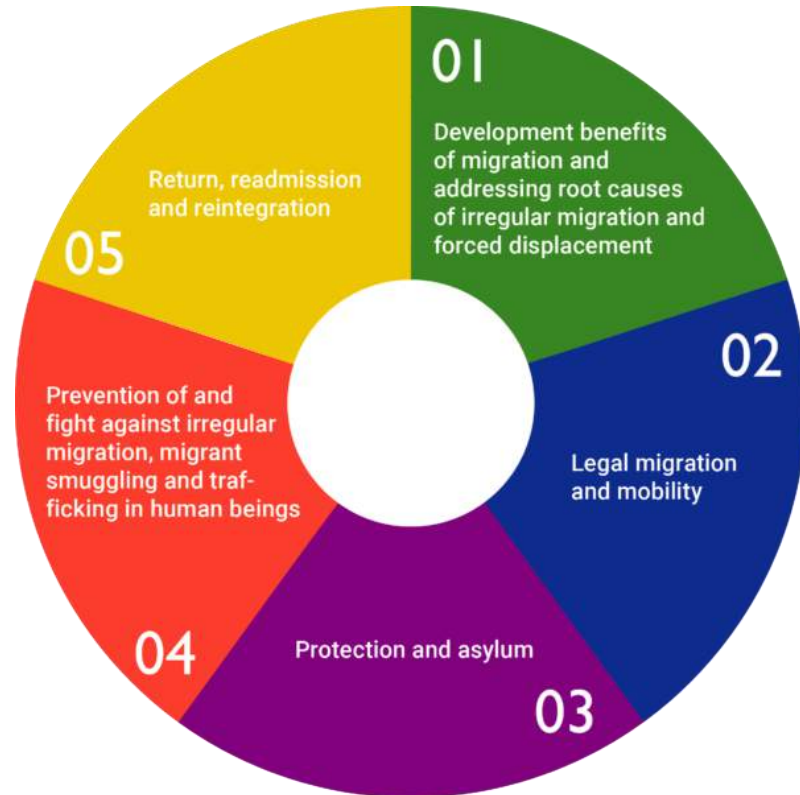 01
Development benefits
of migration and
addressing root causes
of irregular migration and
forced displacement
02
Legal migration
and mobility
Protection and asylum
03
Prevention of and
fight against irregular
migration, migrant
smuggling and traf-
ficking in human beings
04
Return, readmission
and reintegration
05